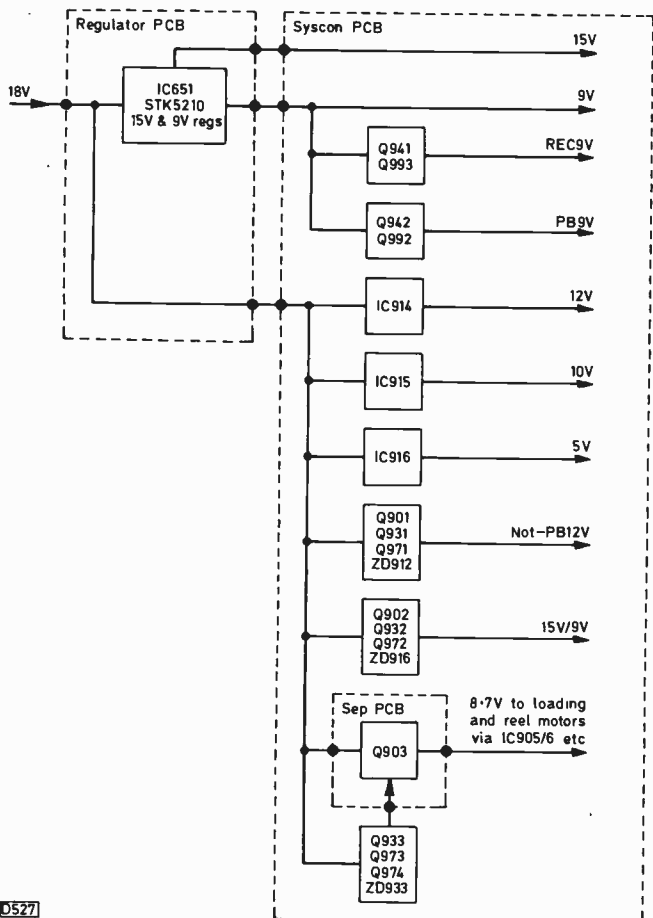 Regulator PCB
Syscon PCB
15V
18V
IC651
STK5210
15V & 9V regs
9V
Q941
Q993
REC9V
Q942
Q992
PB9V
IC914
12V
IC915
10V
IC916
5V
Q901
Q931
Q971
ZD912
Not-PB12V
Q902
Q932
Q972
ZD916
15V/9V
Sep PCB
Q903
8·7V to loading
and reel motors
via IC905/6 etc
Q933
Q973
Q974
ZD933
D527